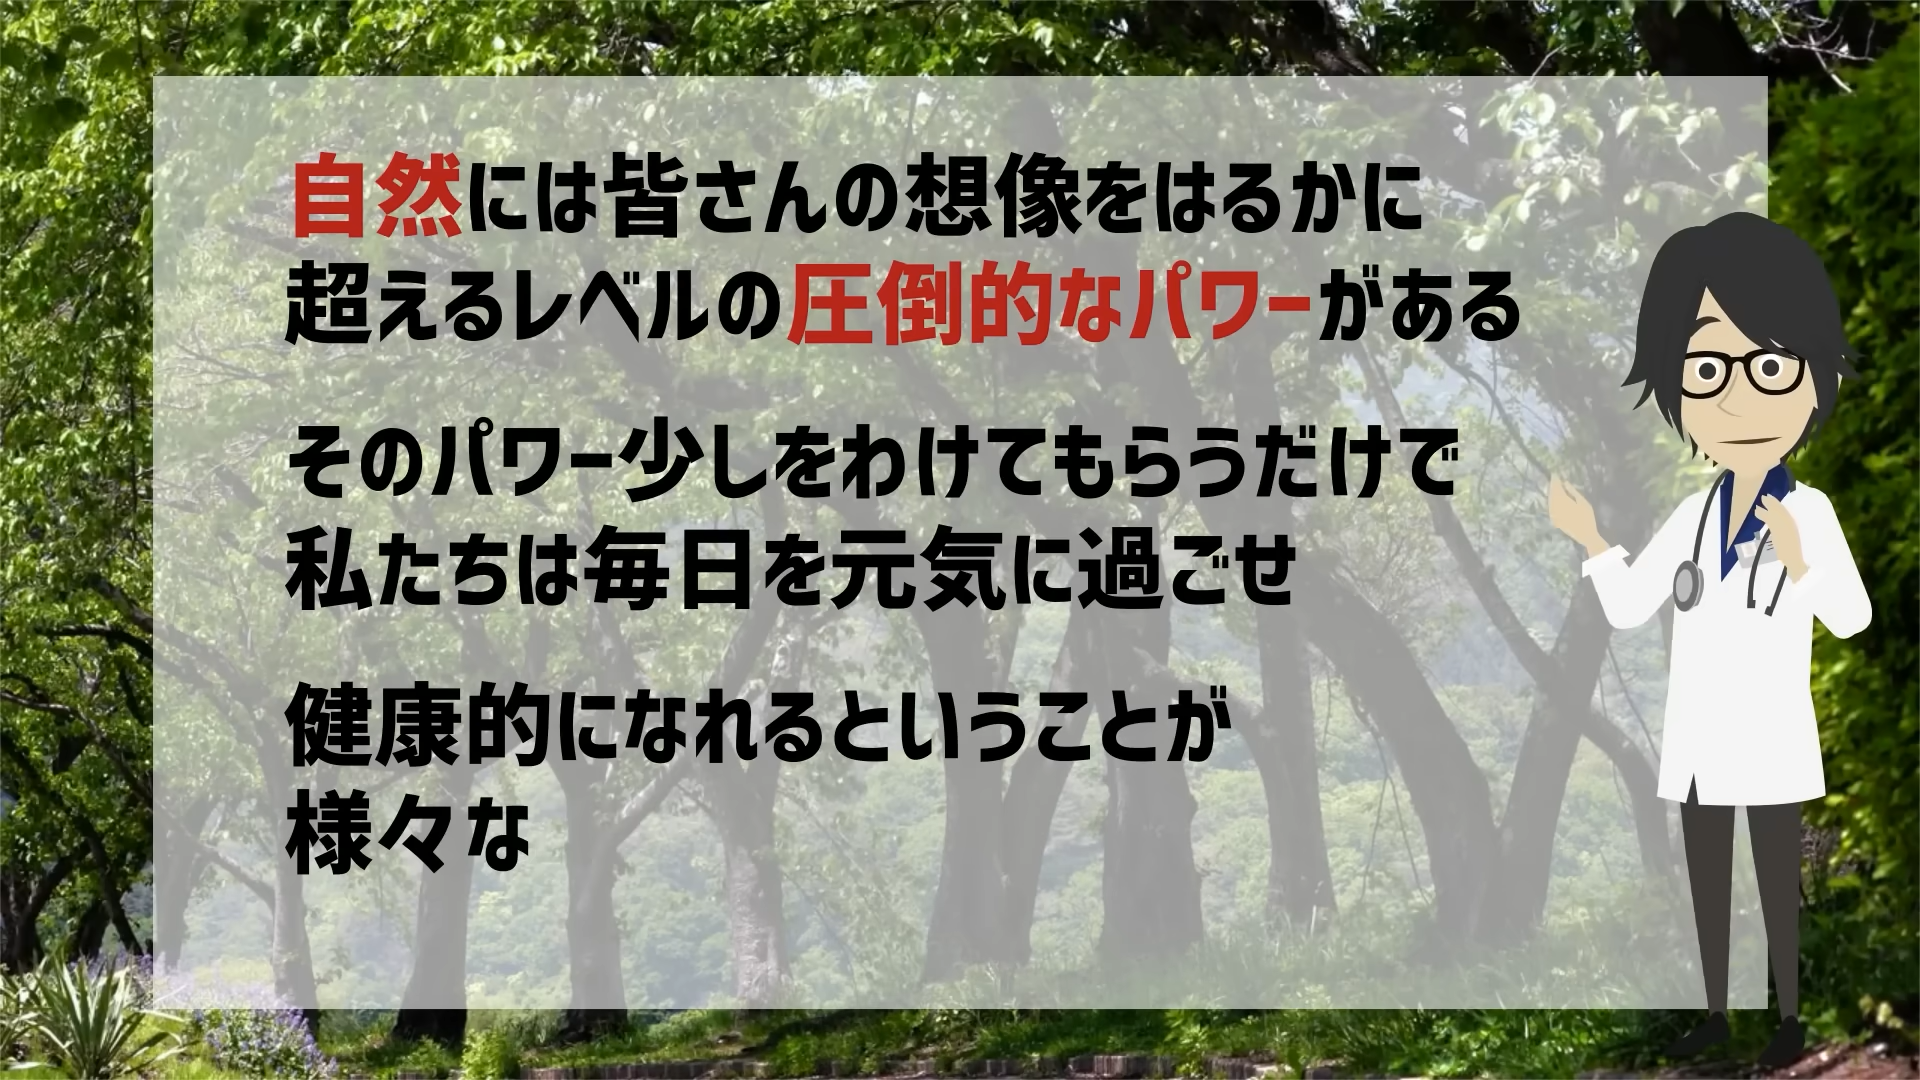 自然には皆さんの想像をはるかに
超えるレベルの圧倒的なパワーがある
そのパワー少しをわけてもらうだけで
私たちは毎日を元気に過ごせ
健康的になれるということが
様々な